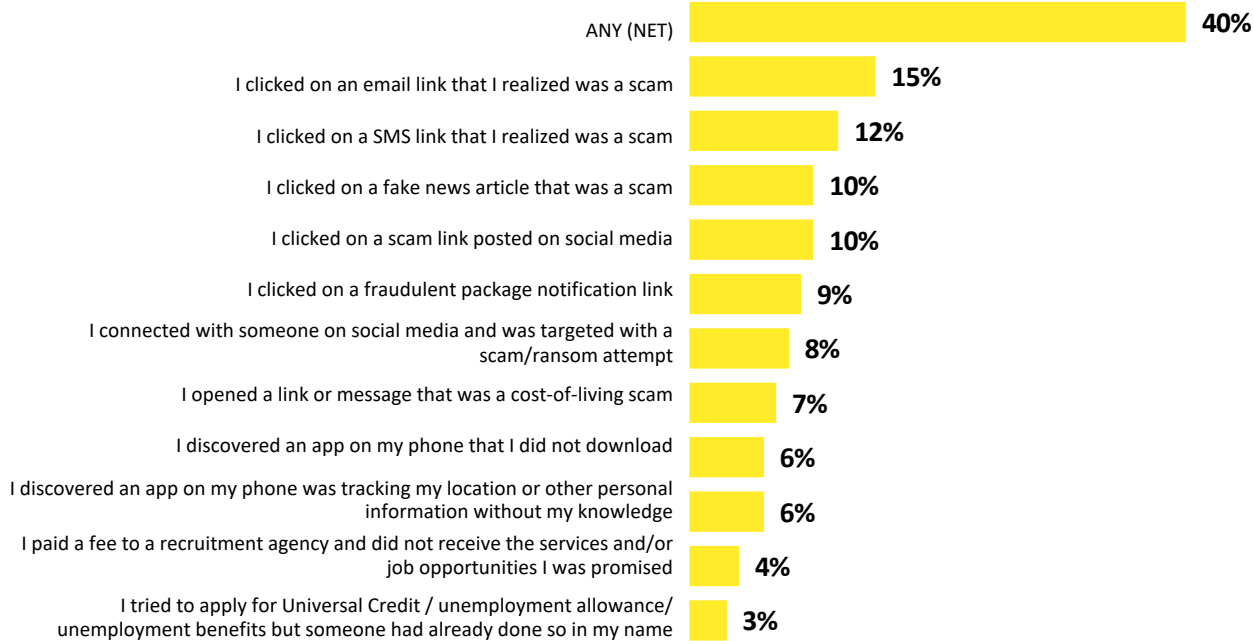 ANY (NET)
40%
I clicked on an email link that I realized was a scam
15%
I clicked on a SMS link that I realized was a scam
12%
I clicked on a fake news article that was a scam
10%
I clicked on a scam link posted on social media
10%
I clicked on a fraudulent package notification link
9%
I connected with someone on social media and was targeted with a
scam/ransom attempt
8%
I opened a link or message that was a cost-of-living scam
7%
I discovered an app on my phone that I did not download
6%
I discovered an app on my phone was tracking my location or other personal
information without my knowledge
6%
I paid a fee to a recruitment agency and did not receive the services and/or
job opportunities I was promised
4%
I tried to apply for Universal Credit / unemployment allowance/
unemployment benefits but someone had already done so in my name
3%